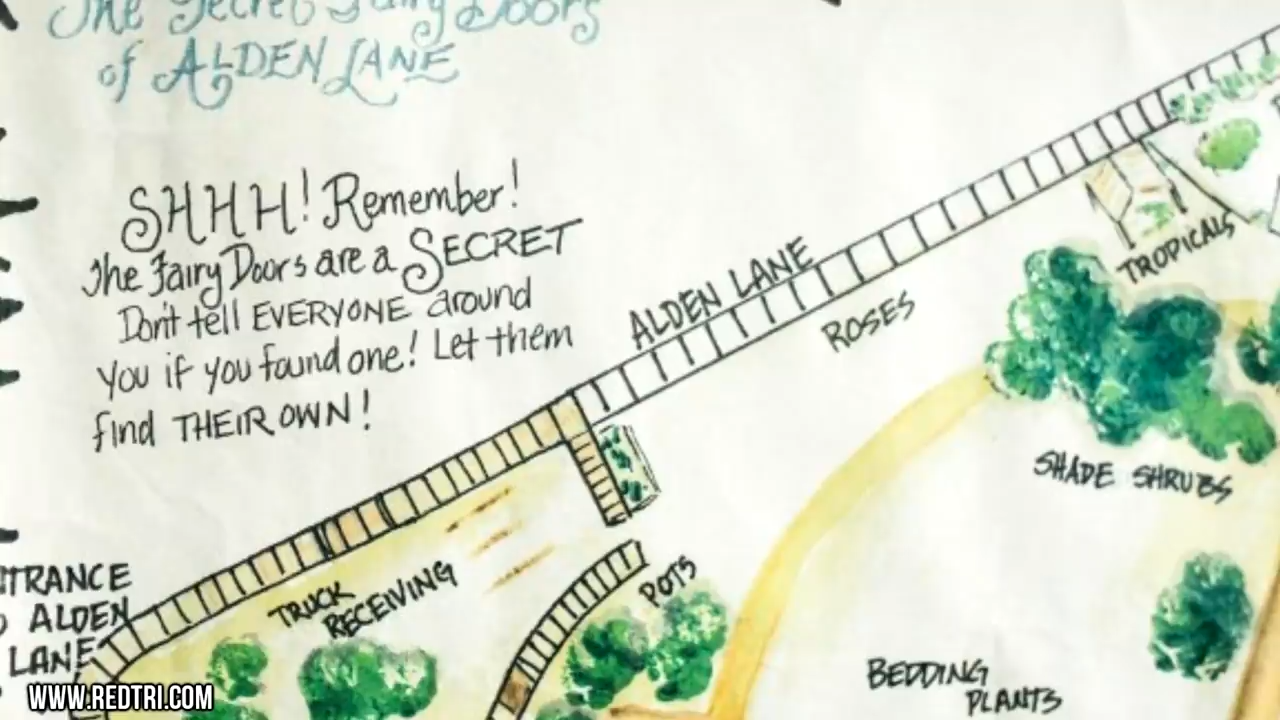 The Secret Fairy Doors
of ALDEN LANE
SHHH! Remember!
The Fairy Doors are a SECRET
Don't tell EVERYONE around
you if you found one! Let them
find THEIR OWN!
ALDEN LANE
ROSES
TROPICALS
SHADE SHRUBS
TRUCK
RECEIVING
POTS
TRANCE
ALDEN
LANE
BEDDING
PLANTS
WWW.REDTRI.COM